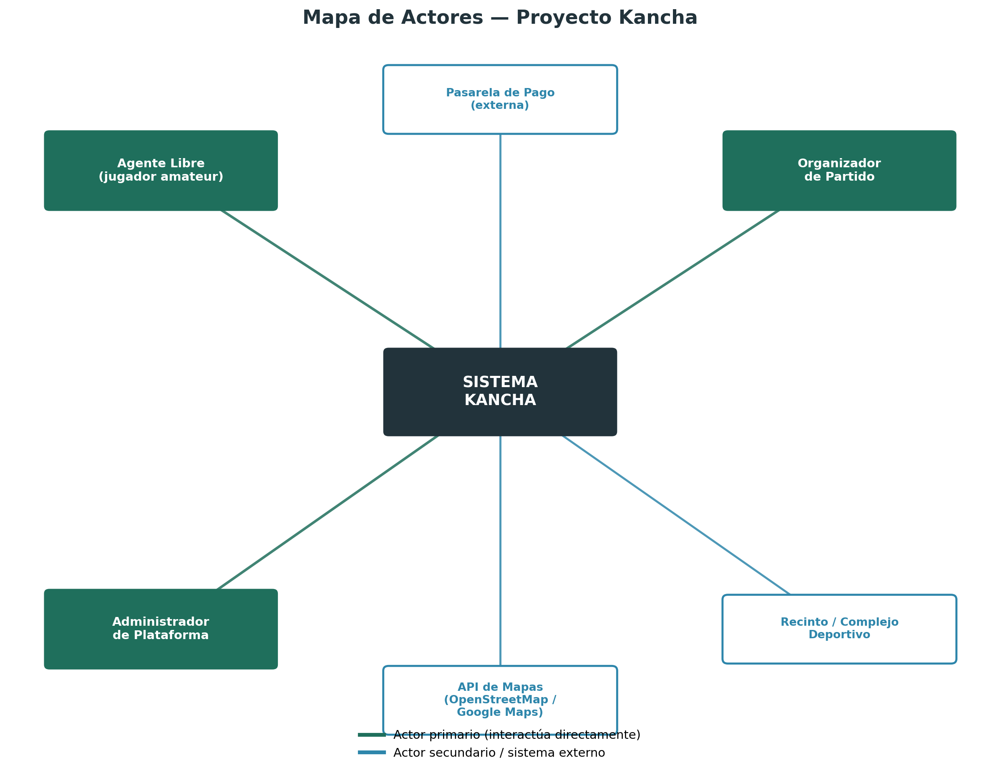 Mapa de Actores — Proyecto Kancha
Pasarela de Pago
(externa)
Agente Libre
(jugador amateur)
Organizador
de Partido
SISTEMA
KANCHA
Administrador
de Plataforma
Recinto / Complejo
Deportivo
API de Mapas
(OpenStreetMap /
Google Maps)
Actor primario (interactúa directamente)
Actor secundario / sistema externo